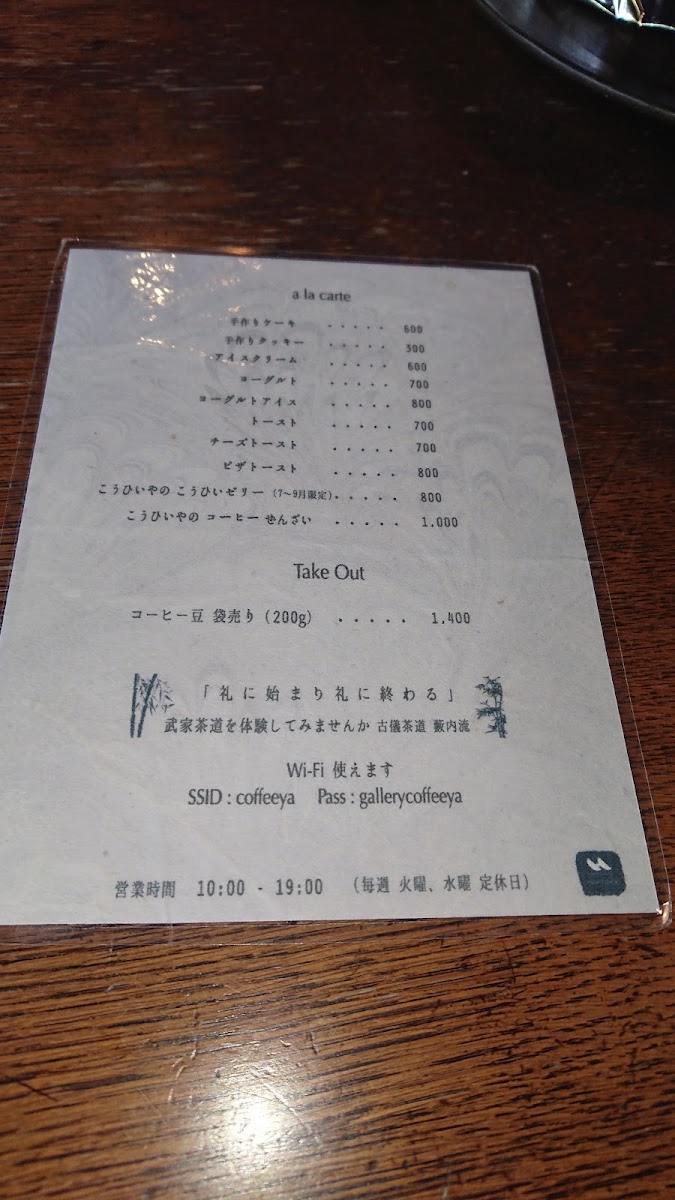 a la carte
手作りケーキ ..... 600
手作りクッキー ..... 300
アイスクリーム ..... 600
ヨーグルト ..... 700
ヨーグルトアイス ..... 800
トースト ..... 700
チーズトースト ..... 700
ピザトースト ..... 800
こうひいやの こうひいゼリー (7〜9月限定) ..... 800
こうひいやの コーヒー ぜんざい ..... 1,000
Take Out
コーヒー豆 袋売り (200g) ..... 1,400
「礼に始まり礼に終わる」
武家茶道を体験してみませんか 古儀茶道 藪内流
Wi-Fi 使えます
SSID : coffeeya Pass : gallerycoffeeya
営業時間 10:00 - 19:00 (毎週 火曜、水曜 定休日)